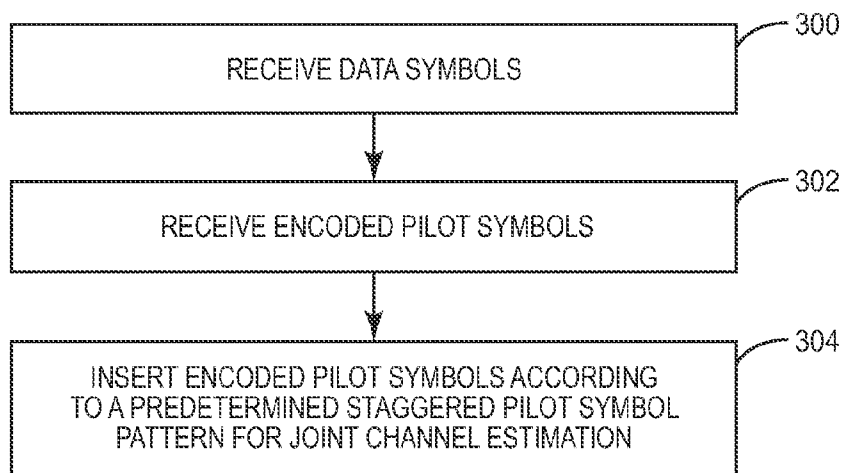 300
RECEIVE DATA SYMBOLS
302
RECEIVE ENCODED PILOT SYMBOLS
304
INSERT ENCODED PILOT SYMBOLS ACCORDING
TO A PREDETERMINED STAGGERED PILOT SYMBOL
PATTERN FOR JOINT CHANNEL ESTIMATION